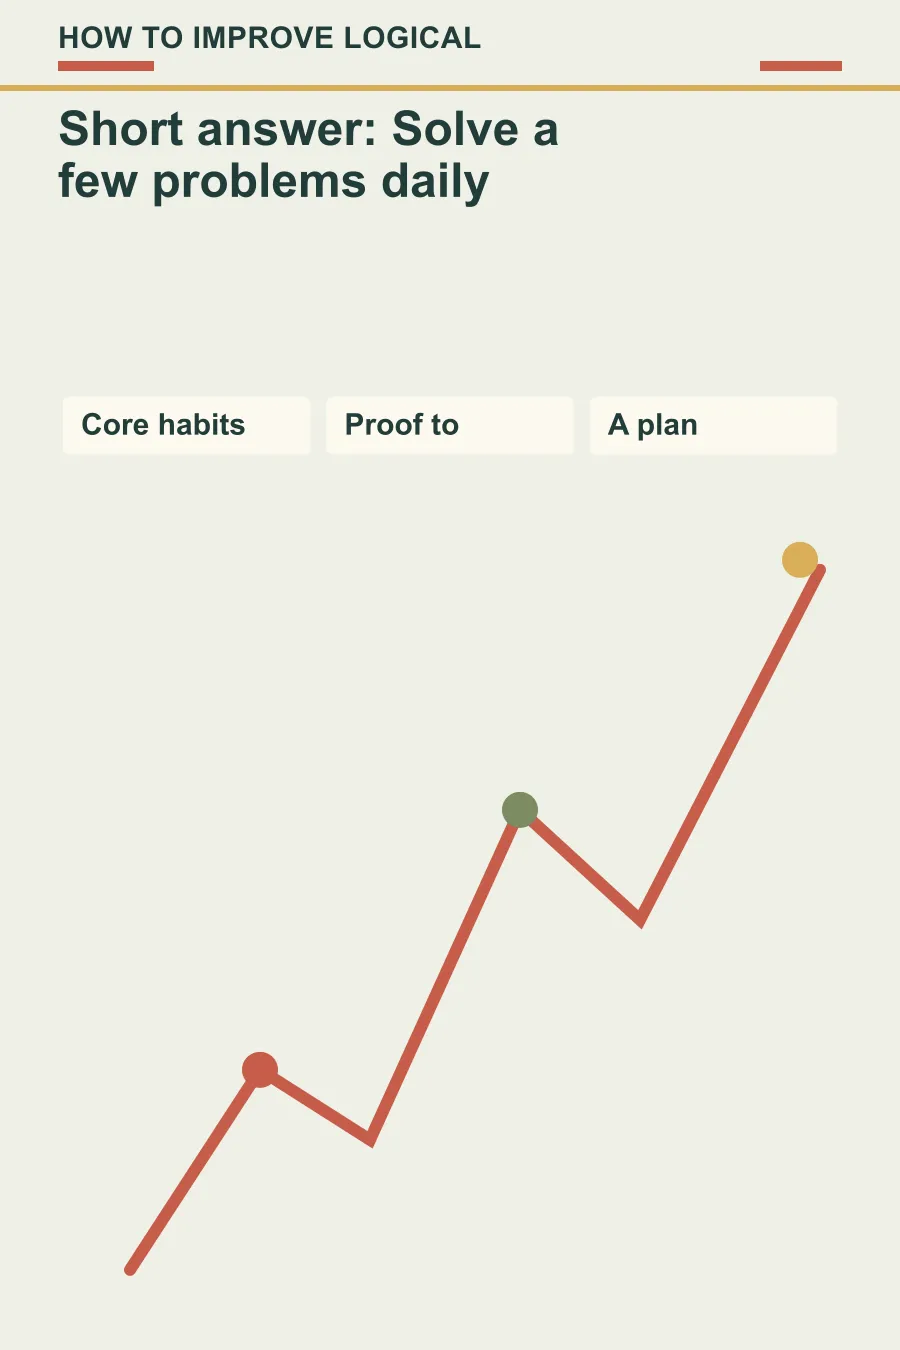 HOW TO IMPROVE LOGICAL
Short answer: Solve a
few problems daily
Core habits
Proof to
A plan